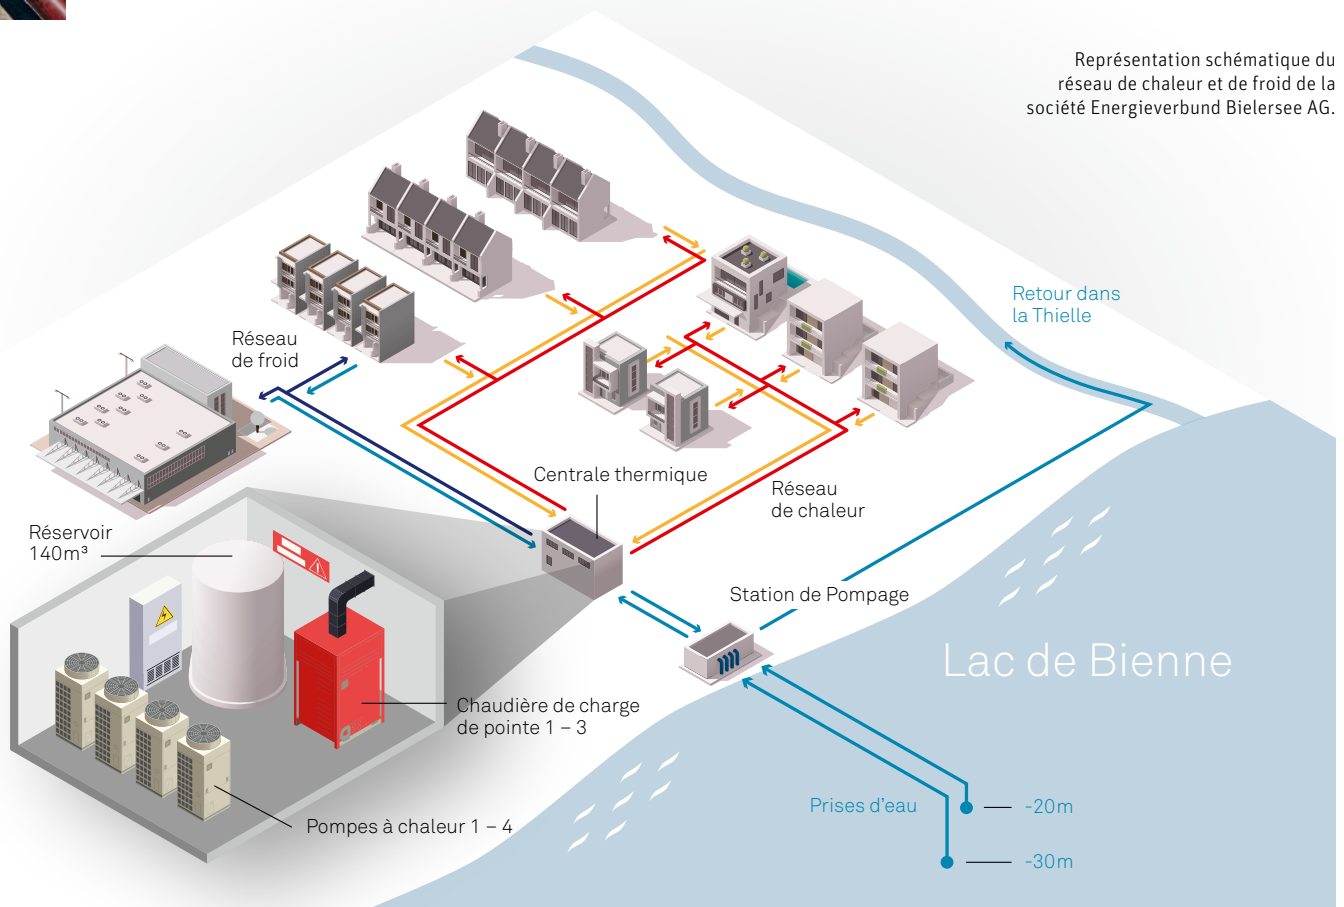 Représentation schématique du
réseau de chaleur et de froid de la
société Energieverbund Bielersee AG.
Retour dans
la Thielle
Réseau
de froid
Centrale thermique
Réseau
de chaleur
Réservoir
140m³
Station de Pompage
Lac de Bienne
Chaudière de charge
de pointe 1 – 3
Prises d'eau
-20m
Pompes à chaleur 1 – 4
-30m